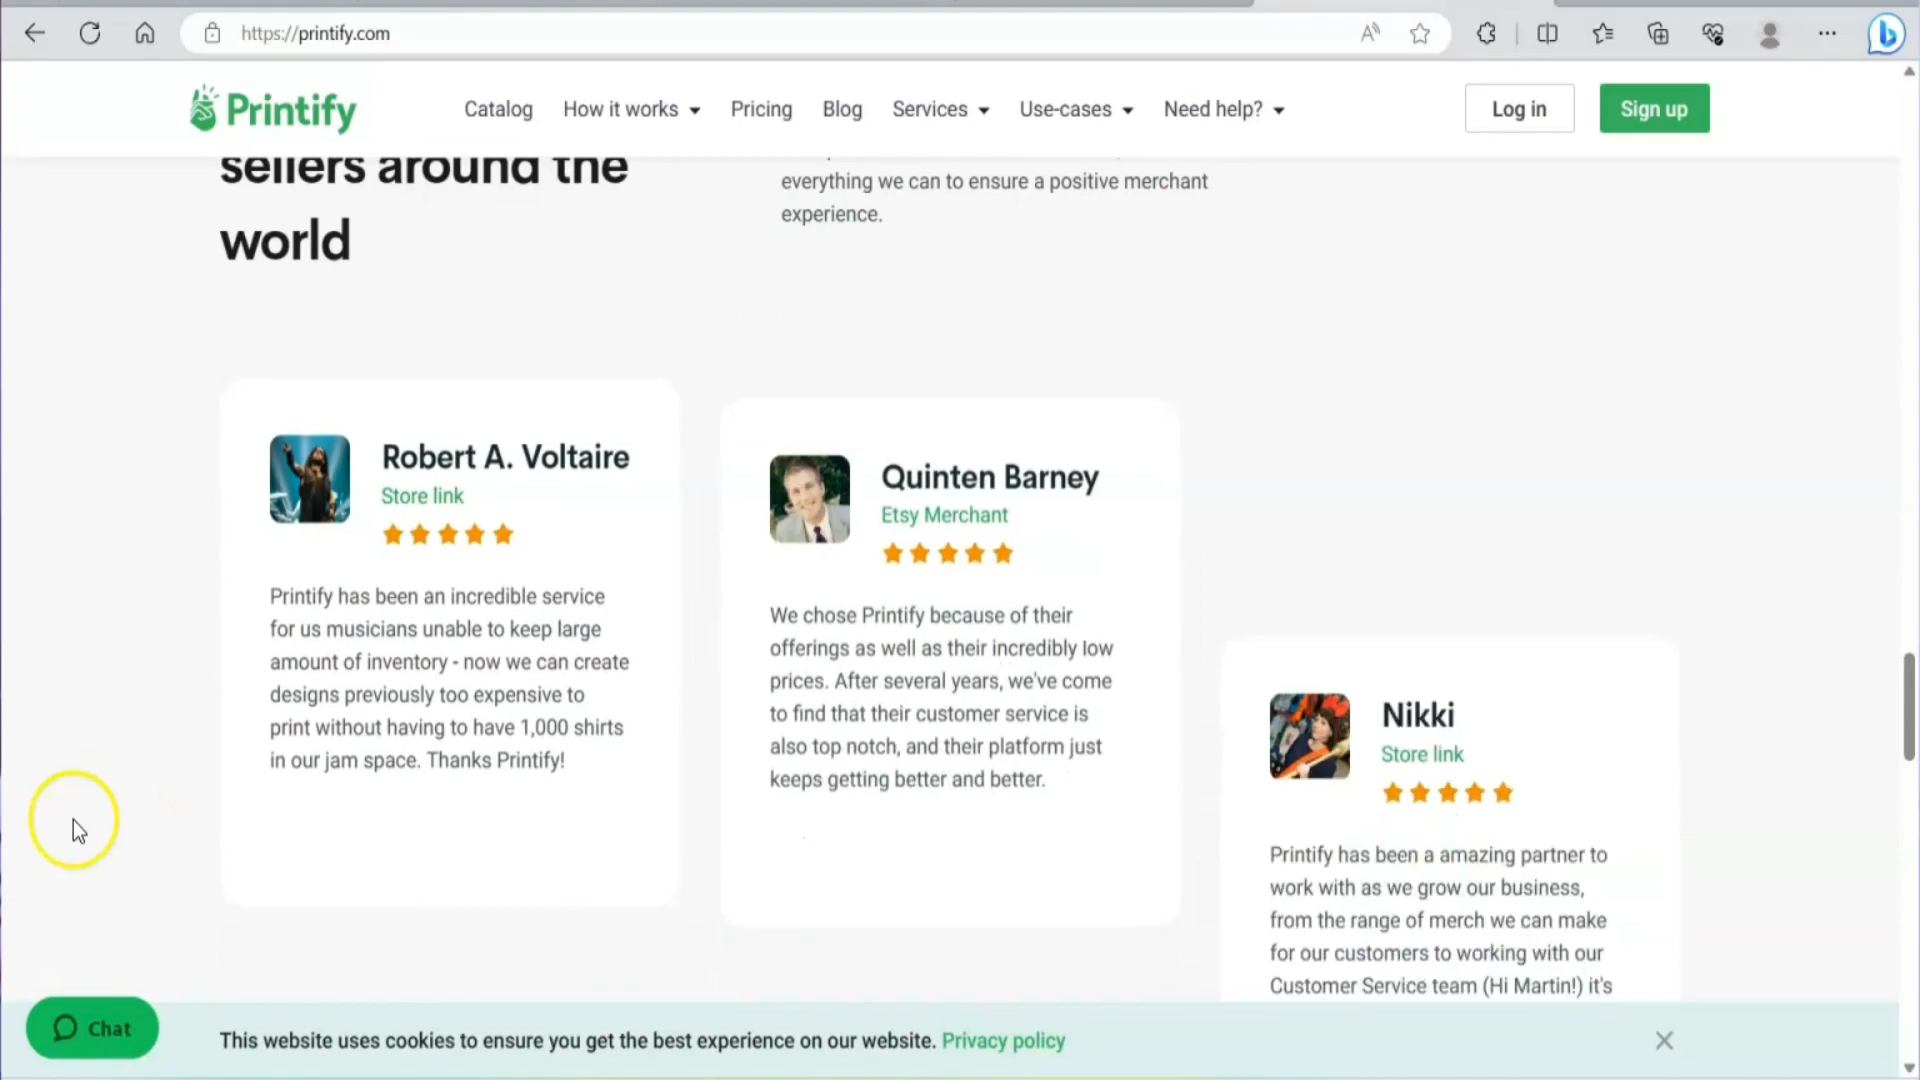 https://printify.com
Printify
Catalog
How it works
Pricing
Blog
Services
Use-cases
Need help?
Log in
Sign up
sellers around the
world
everything we can to ensure a positive merchant
experience.
Robert A. Voltaire
Store link
Printify has been an incredible service
for us musicians unable to keep large
amount of inventory - now we can create
designs previously too expensive to
print without having to have 1,000 shirts
in our jam space. Thanks Printify!
Quinten Barney
Etsy Merchant
We chose Printify because of their
offerings as well as their incredibly low
prices. After several years, we've come
to find that their customer service is
also top notch, and their platform just
keeps getting better and better.
Nikki
Store link
Printify has been a amazing partner to
work with as we grow our business,
from the range of merch we can make
for our customers to working with our
Customer Service team (Hi Martin!) it's
Chat
This website uses cookies to ensure you get the best experience on our website. Privacy policy